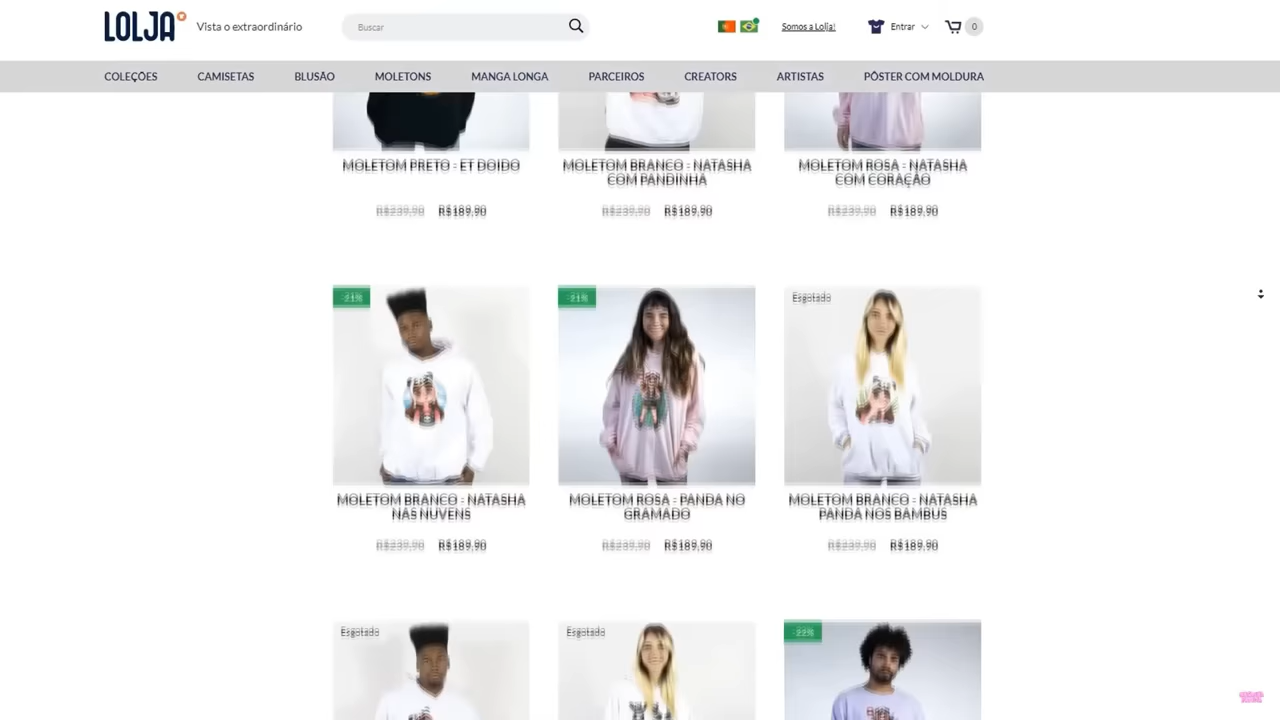 LOLJA
Vista o extraordinário
Buscar
Somos a Lolja!
Entrar
0
COLEÇÕES
CAMISETAS
BLUSÃO
MOLETONS
MANGA LONGA
PARCEIROS
CREATORS
ARTISTAS
PÔSTER COM MOLDURA
MOLETOM PRETO - ET DOIDO
R$239,90 R$189,90
MOLETOM BRANCO - NATASHA
COM PANDINHA
R$239,90 R$189,90
MOLETOM ROSA - NATASHA
COM CORAÇÃO
R$239,90 R$189,90
-21%
MOLETOM BRANCO - NATASHA
NAS NUVENS
R$239,90 R$189,90
-21%
MOLETOM ROSA - PANDA NO
GRAMADO
R$239,90 R$189,90
Esgotado
MOLETOM BRANCO - NATASHA
PANDA NOS BAMBUS
R$239,90 R$189,90
Esgotado
Esgotado
-22%